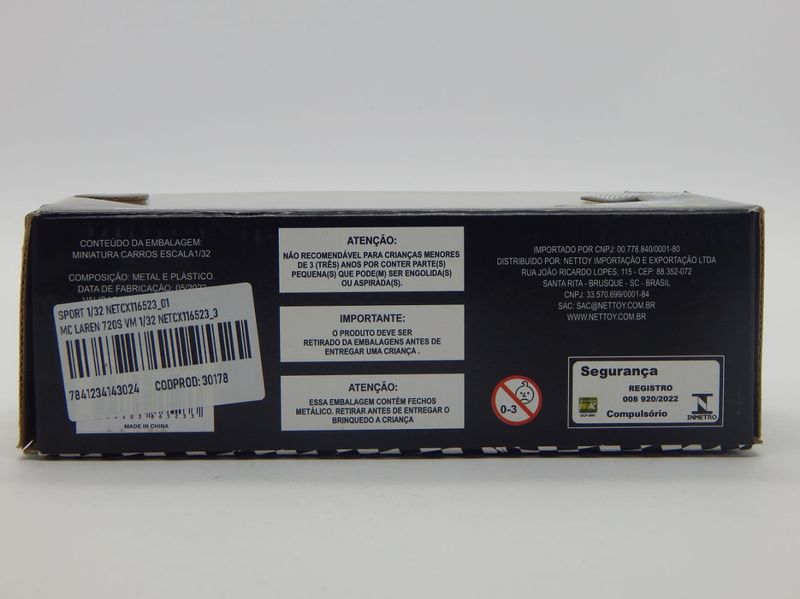 CONTEÚDO DA EMBALAGEM:
MINIATURA CARROS ESCALA1/32
COMPOSIÇÃO: METAL E PLÁSTICO.
DATA DE FABRICAÇÃO: 05/2022
SPORT 1/32 NETCX116523_01
MC LAREN 720S VM 1/32 NETCX116523_3
7841234143024 CODPROD: 30178
MADE IN CHINA
ATENÇÃO:
NÃO RECOMENDÁVEL PARA CRIANÇAS MENORES
DE 3 (TRÊS) ANOS POR CONTER PARTE(S)
PEQUENA(S) QUE PODE(M) SER ENGOLIDA(S)
OU ASPIRADA(S).
IMPORTANTE:
O PRODUTO DEVE SER
RETIRADO DA EMBALAGENS ANTES DE
ENTREGAR UMA CRIANÇA .
ATENÇÃO:
ESSA EMBALAGEM CONTÉM FECHOS
METÁLICO. RETIRAR ANTES DE ENTREGAR O
BRINQUEDO A CRIANÇA
IMPORTADO POR CNPJ: 00.778.840/0001-80
DISTRIBUÍDO POR: NETTOY IMPORTAÇÃO E EXPORTAÇÃO LTDA
RUA JOÃO RICARDO LOPES, 115 - CEP: 88.352-072
SANTA RITA - BRUSQUE - SC - BRASIL
CNPJ: 33.570.699/0001-84
SAC: SAC@NETTOY.COM.BR
WWW.NETTOY.COM.BR
0-3
Segurança
REGISTRO
008 920/2022
Compulsório
INMETRO